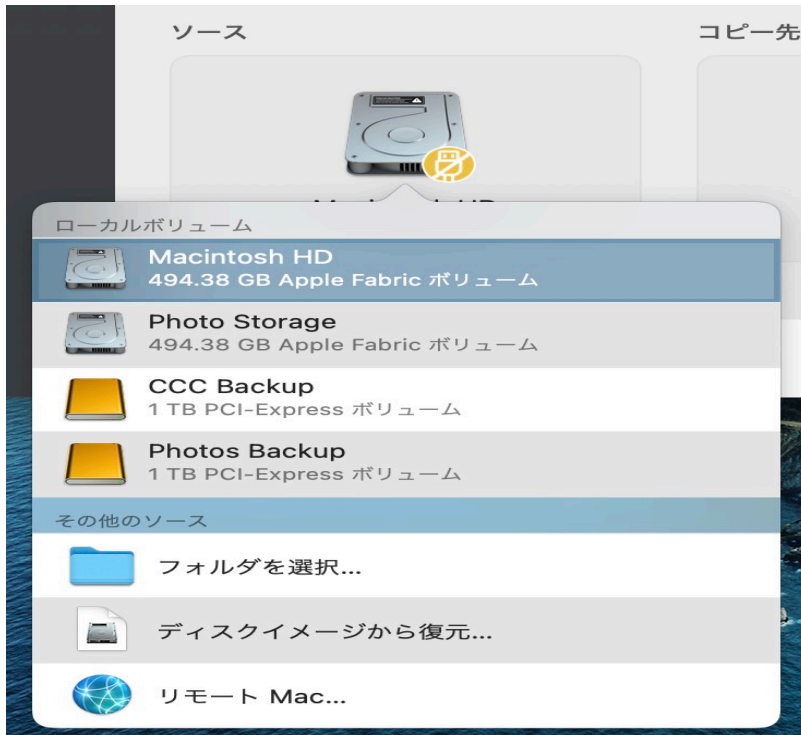 ソース
コピー先
ローカルボリューム
Macintosh HD
494.38 GB Apple Fabric ボリューム
Photo Storage
494.38 GB Apple Fabric ボリューム
CCC Backup
1 TB PCI-Express ボリューム
Photos Backup
1 TB PCI-Express ボリューム
その他のソース
フォルダを選択...
ディスクイメージから復元...
リモート Mac...